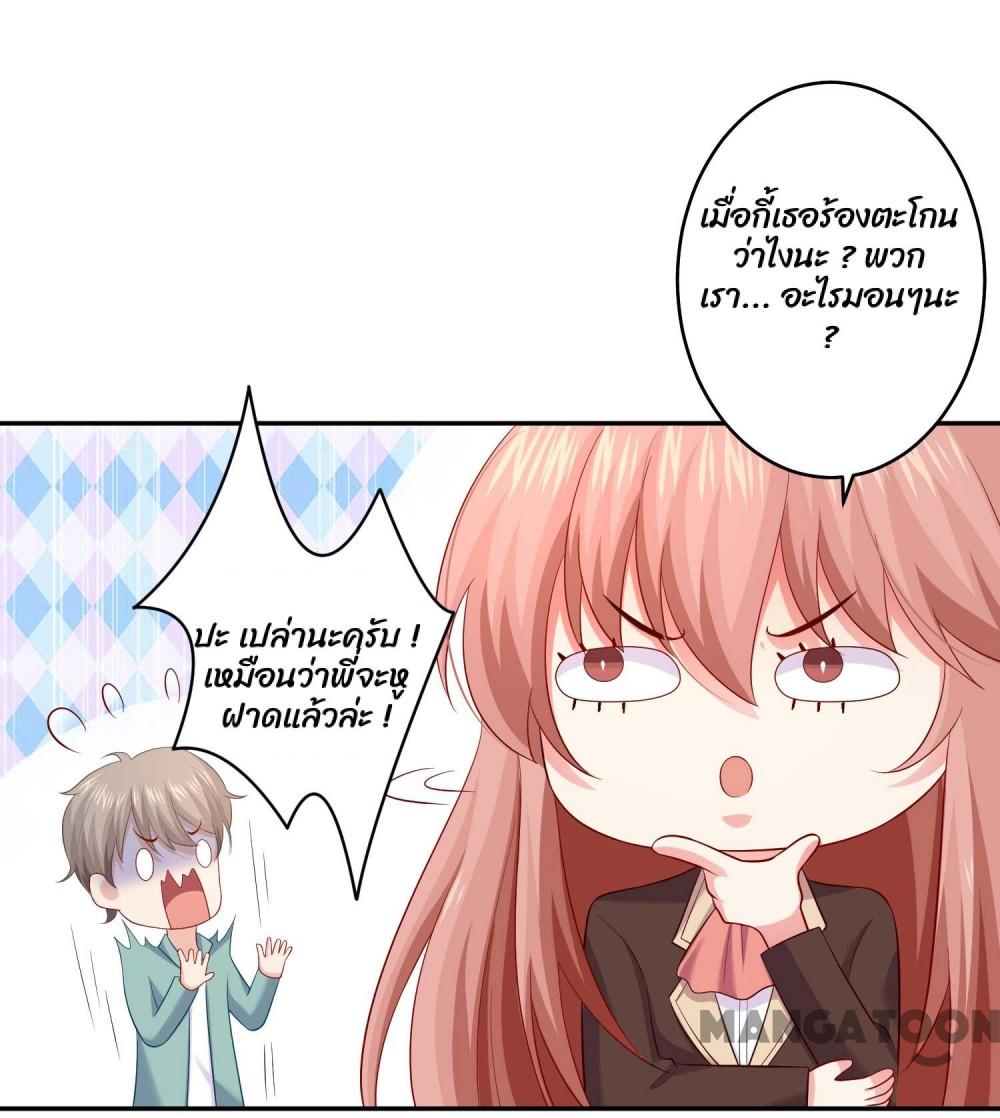 เมื่อกี้เธอร้องตะโกน
ว่าไงนะ ? พวก
เรา... อะไรมอนๆนะ
?
ปะ เปล่านะครับ !
เหมือนว่าพี่จะหู
ฝาดแล้วล่ะ !
MANGATOON